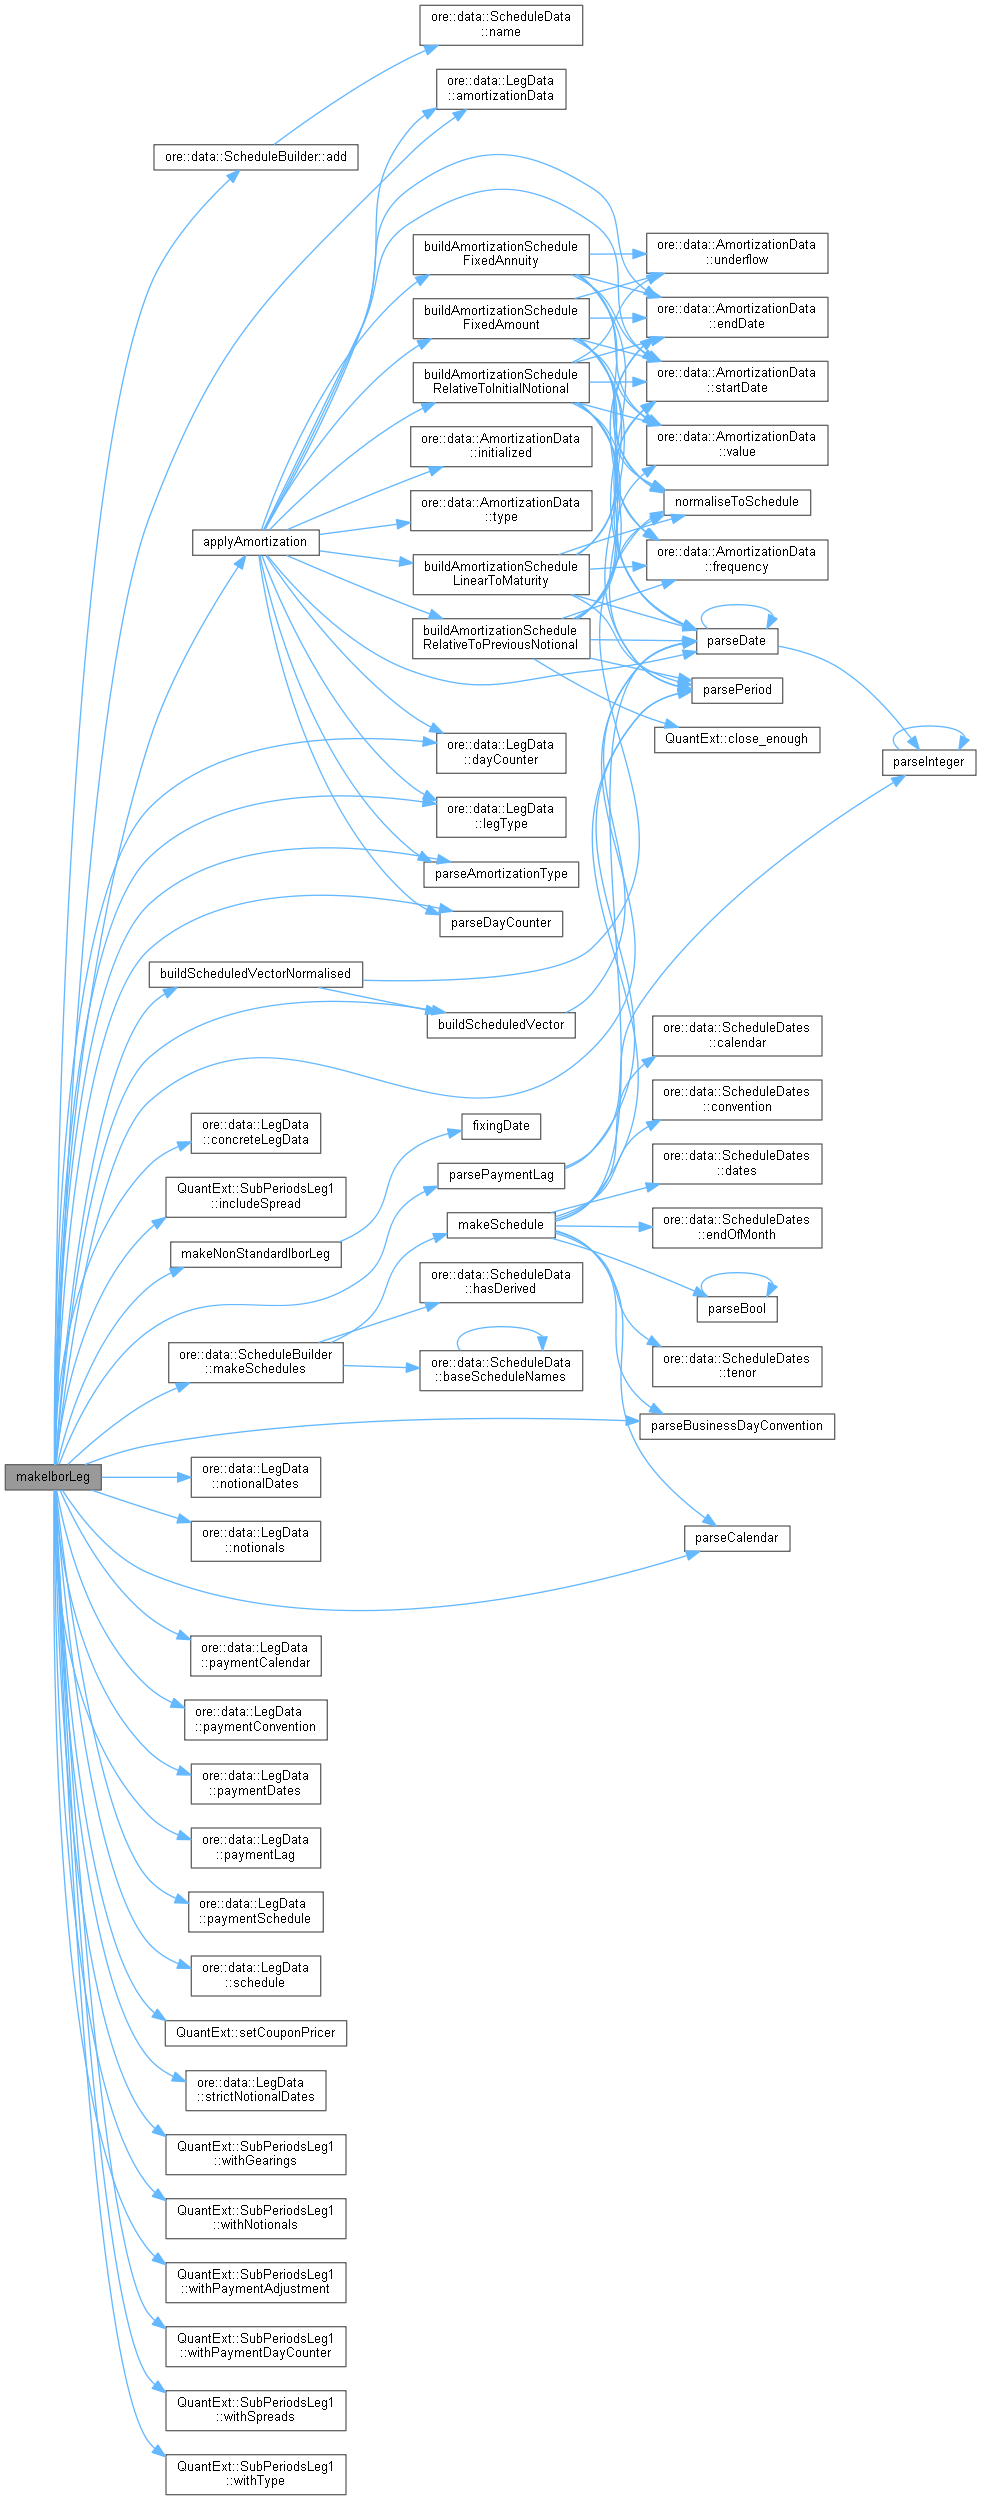 ore::data::ScheduleData
::name
ore::data::LegData
::amortizationData
ore::data::ScheduleBuilder::add
buildAmortizationSchedule
FixedAnnuity
ore::data::AmortizationData
::underflow
buildAmortizationSchedule
FixedAmount
ore::data::AmortizationData
::endDate
buildAmortizationSchedule
RelativeToInitialNotional
ore::data::AmortizationData
::startDate
ore::data::AmortizationData
::initialized
ore::data::AmortizationData
::value
ore::data::AmortizationData
::type
normaliseToSchedule
applyAmortization
buildAmortizationSchedule
LinearToMaturity
ore::data::AmortizationData
::frequency
buildAmortizationSchedule
RelativeToPreviousNotional
parseDate
parsePeriod
ore::data::LegData
::dayCounter
QuantExt::close_enough
parseInteger
ore::data::LegData
::legType
parseAmortizationType
parseDayCounter
buildScheduledVectorNormalised
buildScheduledVector
ore::data::ScheduleDates
::calendar
ore::data::LegData
::concreteLegData
fixingDate
ore::data::ScheduleDates
::convention
QuantExt::SubPeriodsLeg1
::includeSpread
parsePaymentLag
ore::data::ScheduleDates
::dates
makeNonStandardIborLeg
makeSchedule
ore::data::ScheduleDates
::endOfMonth
ore::data::ScheduleData
::hasDerived
parseBool
ore::data::ScheduleBuilder
::makeSchedules
ore::data::ScheduleData
::baseScheduleNames
ore::data::ScheduleDates
::tenor
parseBusinessDayConvention
makeIborLeg
ore::data::LegData
::notionalDates
ore::data::LegData
::notionals
parseCalendar
ore::data::LegData
::paymentCalendar
ore::data::LegData
::paymentConvention
ore::data::LegData
::paymentDates
ore::data::LegData
::paymentLag
ore::data::LegData
::paymentSchedule
ore::data::LegData
::schedule
QuantExt::setCouponPricer
ore::data::LegData
::strictNotionalDates
QuantExt::SubPeriodsLeg1
::withGearings
QuantExt::SubPeriodsLeg1
::withNotionals
QuantExt::SubPeriodsLeg1
::withPaymentAdjustment
QuantExt::SubPeriodsLeg1
::withPaymentDayCounter
QuantExt::SubPeriodsLeg1
::withSpreads
QuantExt::SubPeriodsLeg1
::withType